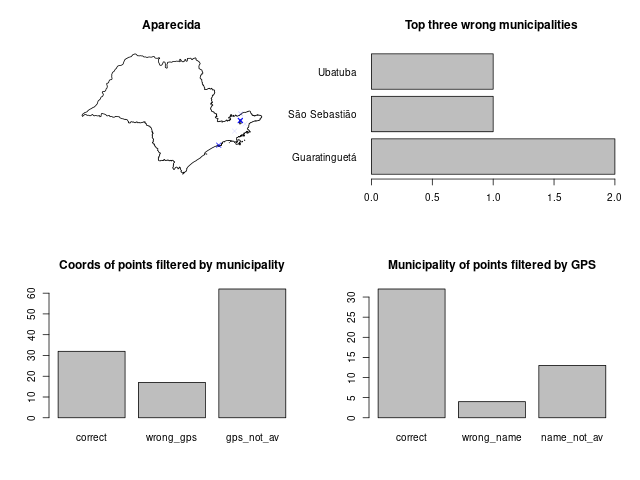 Aparecida
Top three wrong municipalities
Ubatuba
São Sebastião
Guaratinguetá
0.0 0.5 1.0 1.5 2.0
Coords of points filtered by municipality
60
50
40
30
20
10
0
correct wrong_gps gps_not_av
Municipality of points filtered by GPS
30
25
20
15
10
5
0
correct wrong_name name_not_av